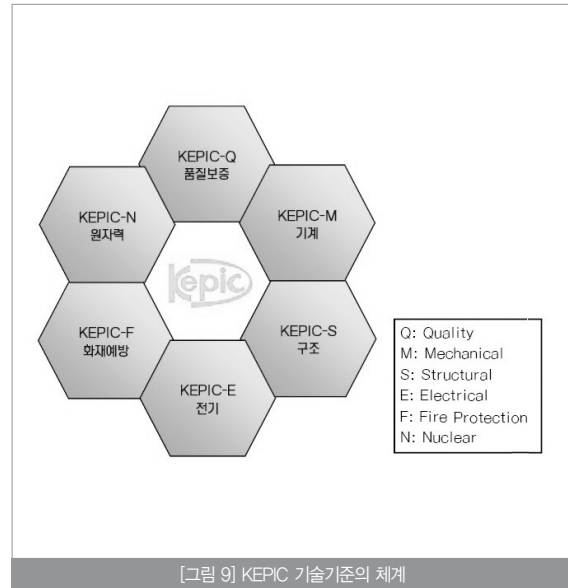 KEPIC-Q
품질보증
KEPIC-N
원자력
KEPIC-M
기계
kepic
KEPIC-F
화재예방
KEPIC-S
구조
KEPIC-E
전기
Q: Quality
M: Mechanical
S: Structural
E: Electrical
F: Fire Protection
N: Nuclear
[그림 9] KEPIC 기술기준의 체계